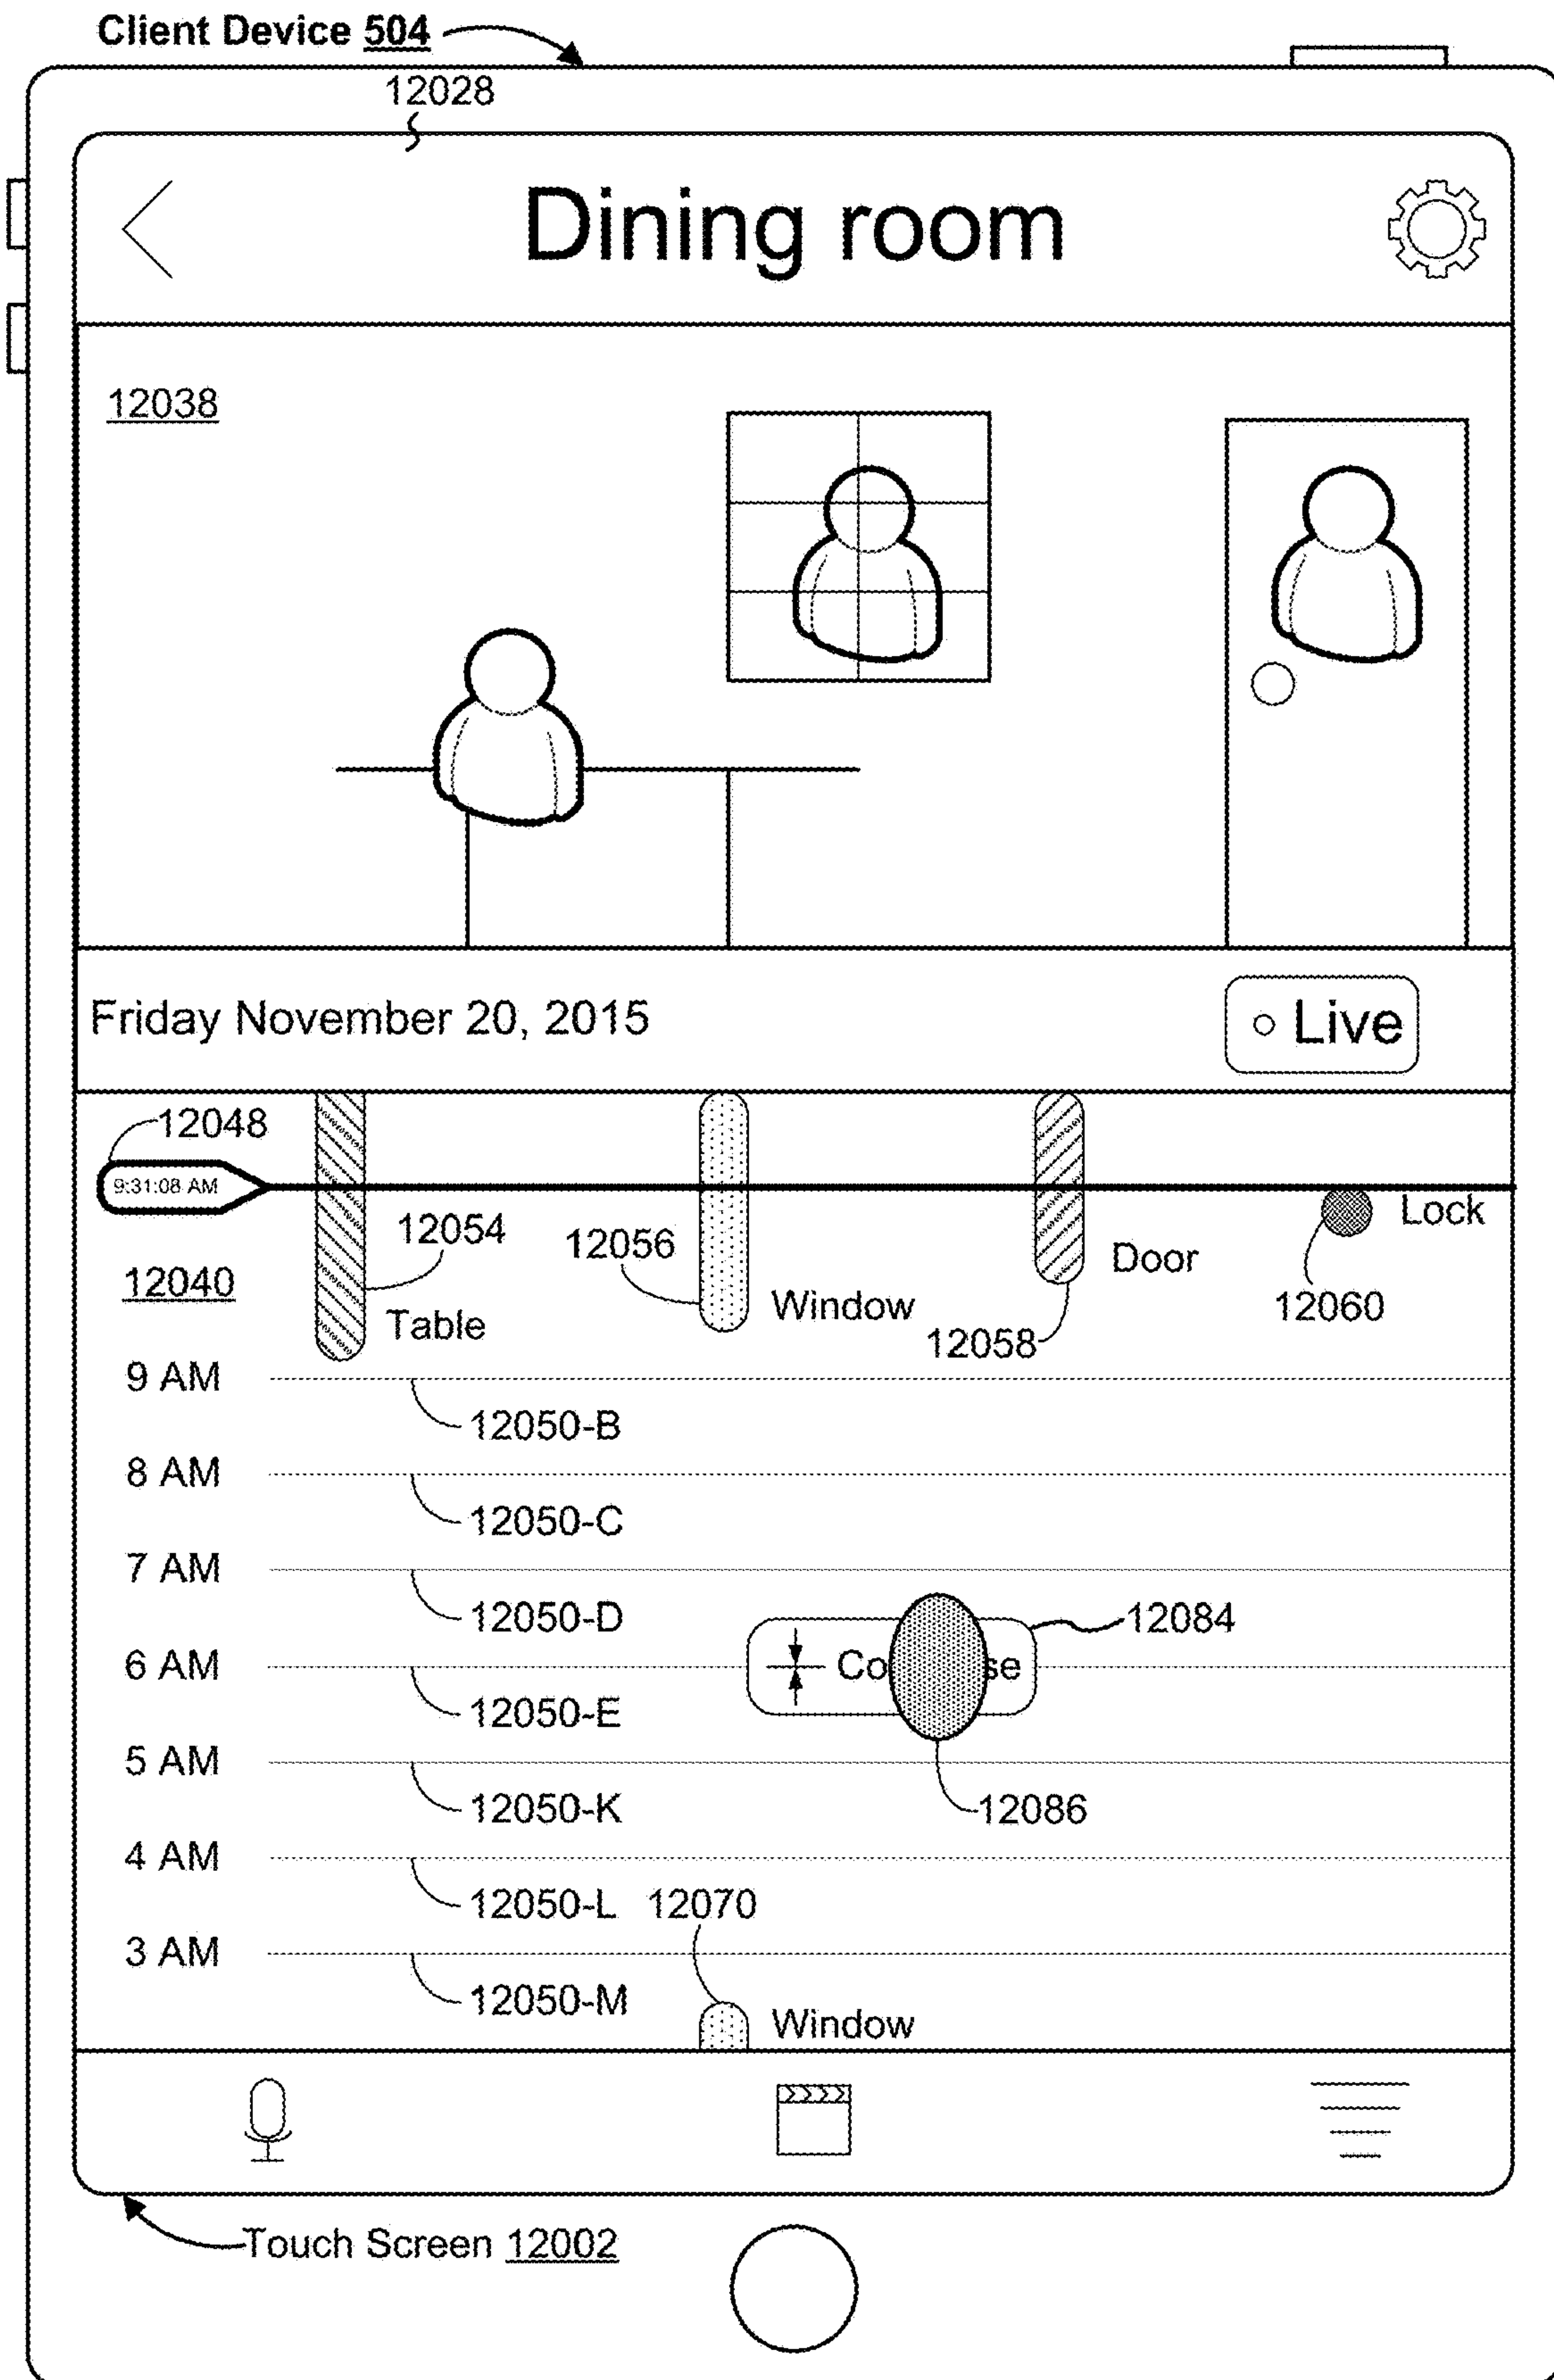 Client Device 504
12028
Dining room
12038
Friday November 20, 2015
Live
12048
9:31:08 AM
Lock
12054
12056
Door
12040
12060
Window
Table
12058
9 AM
12050-B
8 AM
12050-C
7 AM
12050-D
12084
6 AM
12050-E
5 AM
12050-K
12086
4 AM
12050-L
12070
3 AM
12050-M
Window
Touch Screen 12002